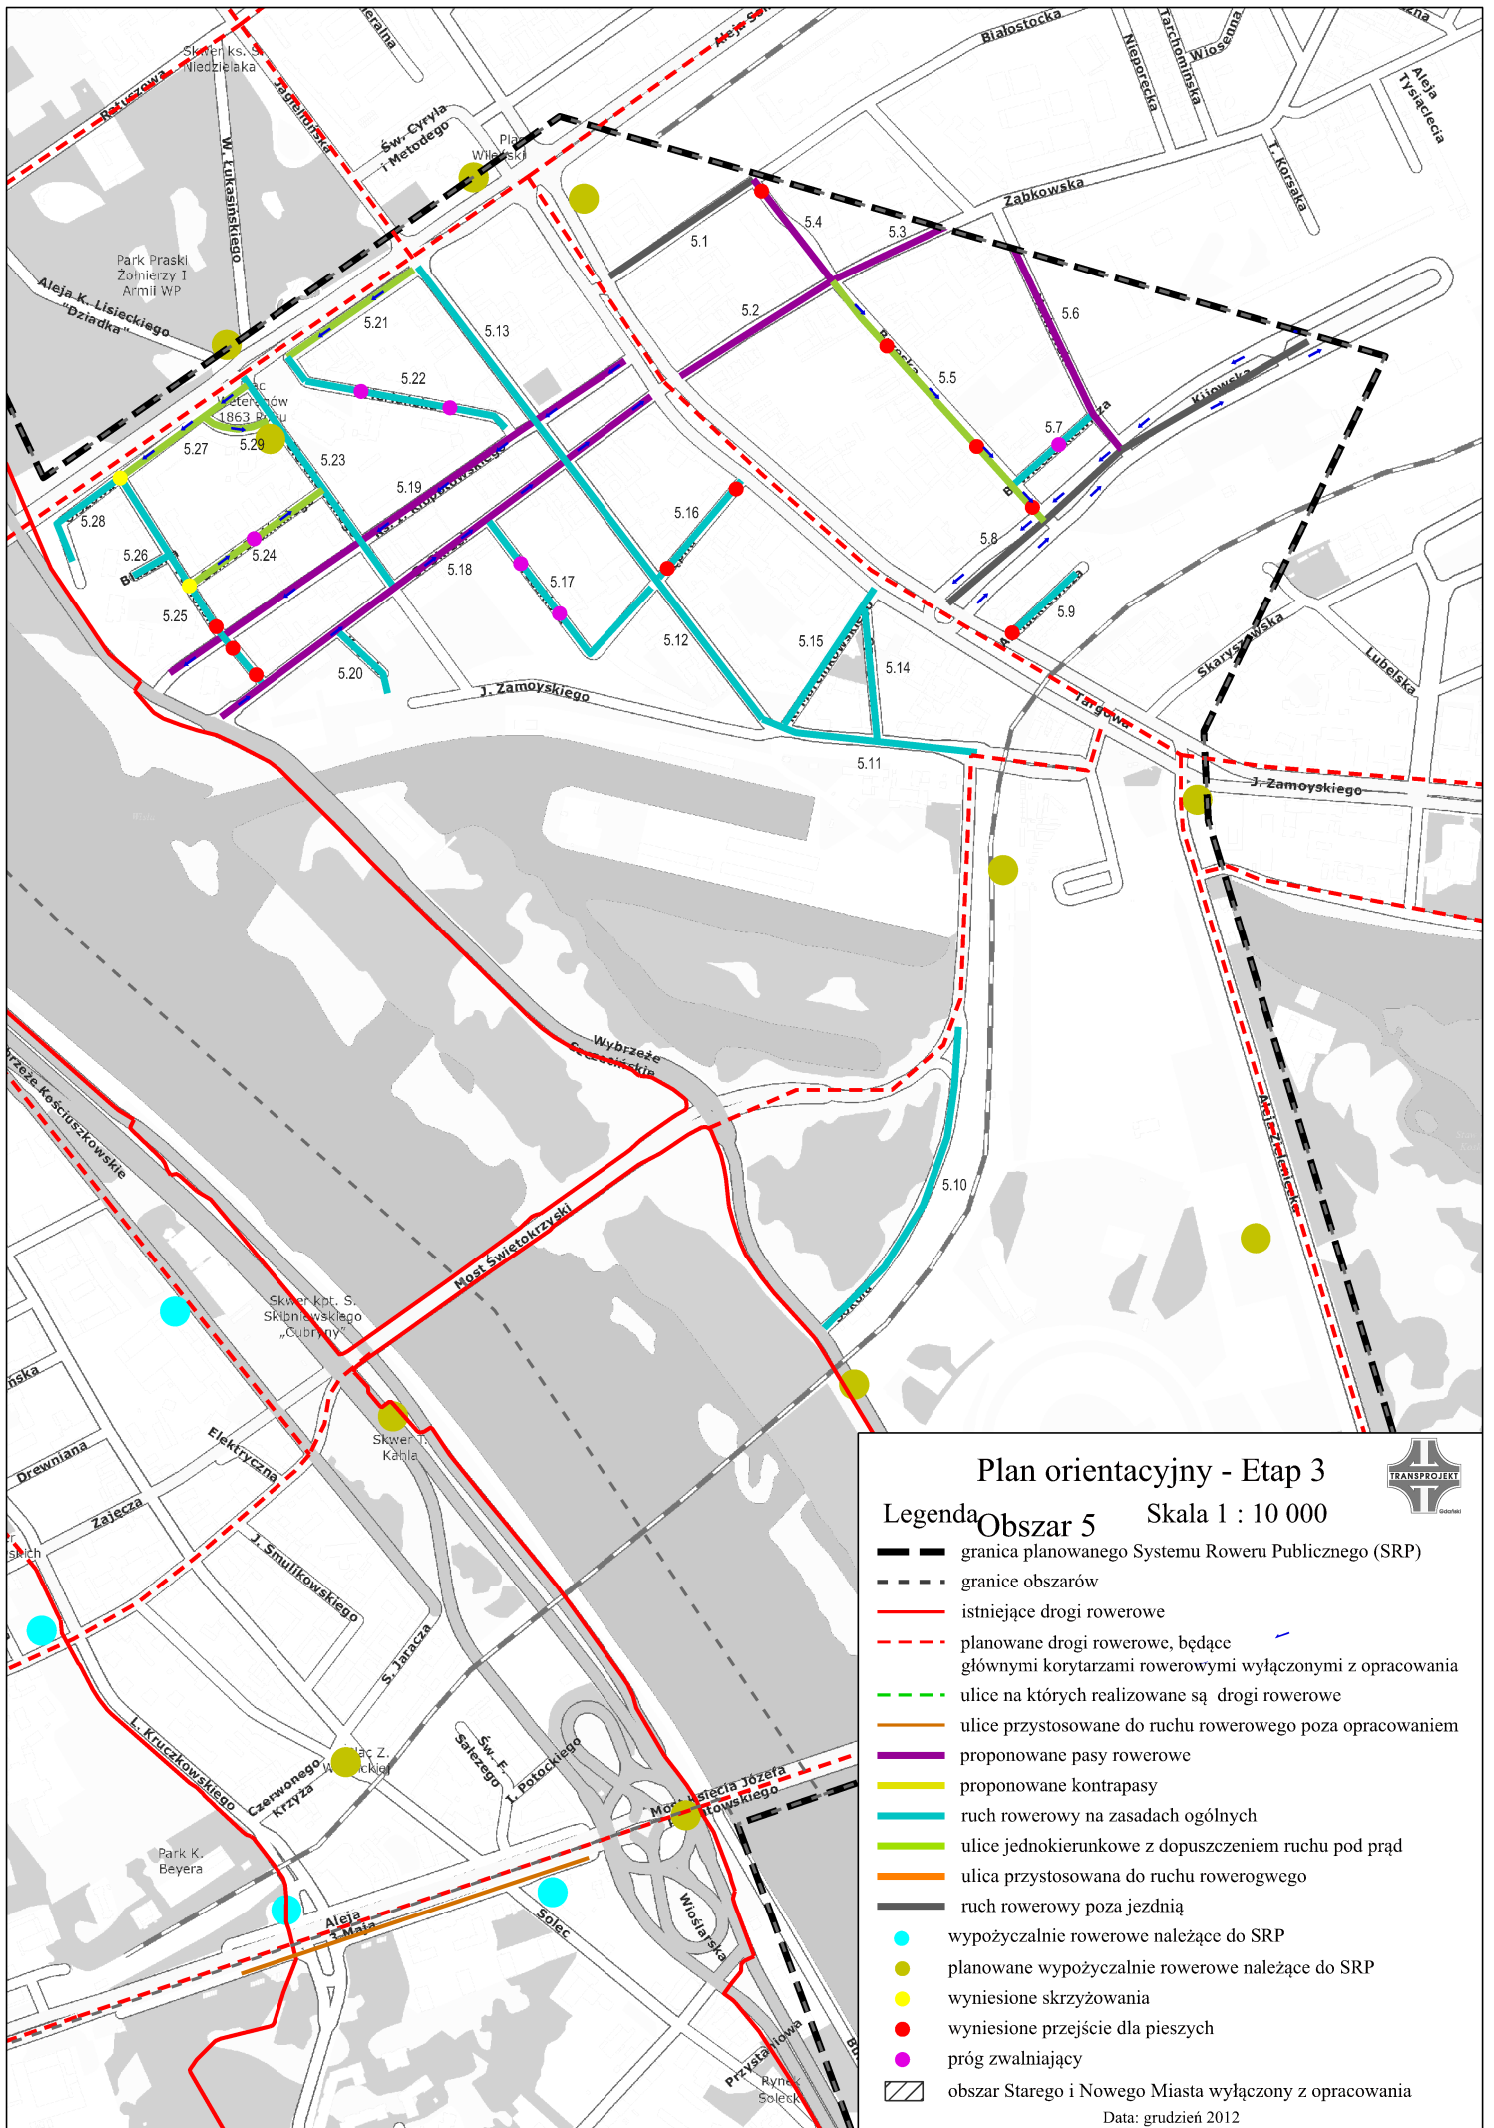 Skwer ks. S.
Niedzielaka
Ratuszowa
Jagiellońska
W. Łukasińskiego
Św. Cyryla
i Metodego
Plac
Wileński
Białostocka
Nieporęcka
Tarchomińska
Wiosenna
Aleja
Tysiąclecia
T. Korsaka
Ząbkowska
Park Praski
Żołnierzy I
Armii WP
Aleja K. Lisieckiego
"Dziadka"
5.1
5.2
5.3
5.4
5.5
5.6
5.7
5.8
5.9
5.10
5.11
5.12
5.13
5.14
5.15
5.16
5.17
5.18
5.19
5.20
5.21
5.22
5.23
5.24
5.25
5.26
5.27
5.28
5.29
1863 Roku
Kijowska
Skaryszewska
Lubelska
Targowa
J. Zamoyskiego
J. Zamoyskiego
Wybrzeże
Szczecińskie
Aleja Zieleniecka
Most Świętokrzyski
Skwer kpt. S.
Skibniewskiego
„Cubryny"
Skwer T.
Kahla
Elektryczna
Drewniana
Zajęcza
J. Smulikowskiego
S. Jaracza
L. Kruczkowskiego
Czerwonego
Krzyża
Św. F.
Salezego
I. Potockiego
Park K.
Beyera
Aleja
3 Maja
Solec
Wioślarska
Przystaniowa
Rynek
Solecki
Plan orientacyjny - Etap 3
TRANSPROJEKT
Gdański
Legenda
Obszar 5
Skala 1 : 10 000
granica planowanego Systemu Roweru Publicznego (SRP)
granice obszarów
istniejące drogi rowerowe
planowane drogi rowerowe, będące
głównymi korytarzami rowerowymi wyłączonymi z opracowania
ulice na których realizowane są drogi rowerowe
ulice przystosowane do ruchu rowerowego poza opracowaniem
proponowane pasy rowerowe
proponowane kontrapasy
ruch rowerowy na zasadach ogólnych
ulice jednokierunkowe z dopuszczeniem ruchu pod prąd
ulica przystosowana do ruchu rowerogwego
ruch rowerowy poza jezdnią
wypożyczalnie rowerowe należące do SRP
planowane wypożyczalnie rowerowe należące do SRP
wyniesione skrzyżowania
wyniesione przejście dla pieszych
próg zwalniający
obszar Starego i Nowego Miasta wyłączony z opracowania
Data: grudzień 2012